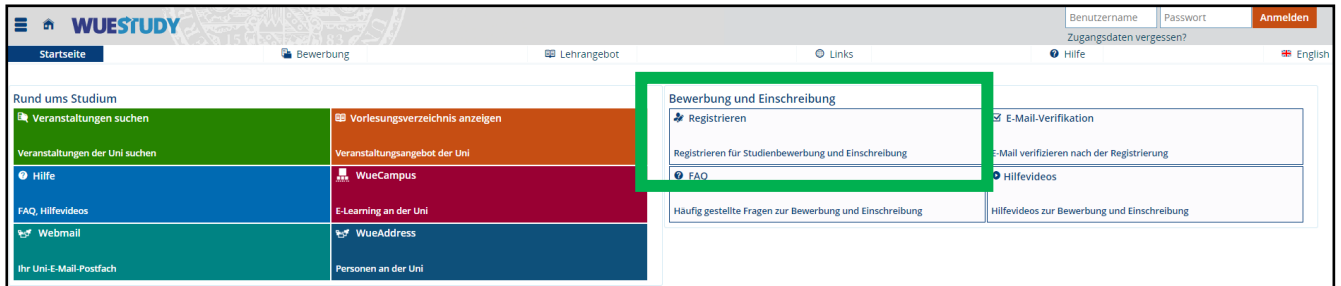 WUESTUDY
Benutzername Passwort Anmelden
Zugangsdaten vergessen?
Startseite Bewerbung Lehrangebot Links Hilfe English
Rund ums Studium
Veranstaltungen suchen
Veranstaltungen der Uni suchen
Vorlesungsverzeichnis anzeigen
Veranstaltungsangebot der Uni
Hilfe
FAQ, Hilfevideos
WueCampus
E-Learning an der Uni
Webmail
Ihr Uni-E-Mail-Postfach
WueAddress
Personen an der Uni
Bewerbung und Einschreibung
Registrieren
Registrieren für Studienbewerbung und Einschreibung
E-Mail-Verifikation
E-Mail verifizieren nach der Registrierung
FAQ
Häufig gestellte Fragen zur Bewerbung und Einschreibung
Hilfevideos
Hilfevideos zur Bewerbung und Einschreibung